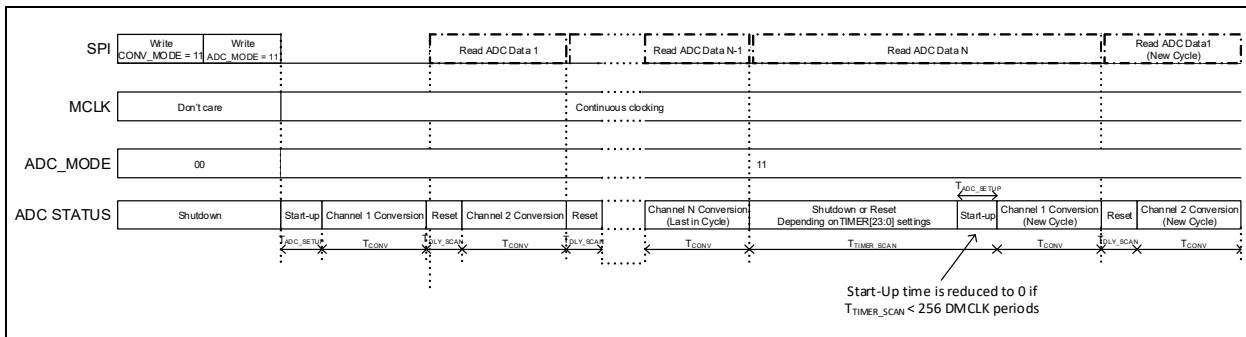 SPI
Write
CONV_MODE = 11
Write
ADC_MODE = 11
Read ADC Data 1
Read ADC Data N-1
Read ADC Data N
Read ADC Data1
(New Cycle)
MCLK
Don't care
Continuous clocking
ADC_MODE
00
11
TADC_SETUP
ADC STATUS
Shutdown
Start-up
Channel 1 Conversion
Reset
Channel 2 Conversion
Reset
Channel N Conversion
(Last in Cycle)
Shutdown or Reset
Depending on TIMER[23:0] settings
Start-up
Channel 1 Conversion
(New Cycle)
Reset
Channel 2 Conversion
(New Cycle)
TADC_SETUP
TCONV
TDLY_SCAN
TCONV
TDLY_SCAN
TCONV
TTIMER_SCAN
TCONV
TDLY_SCAN
TCONV
Start-Up time is reduced to 0 if
TTIMER_SCAN < 256 DMCLK periods